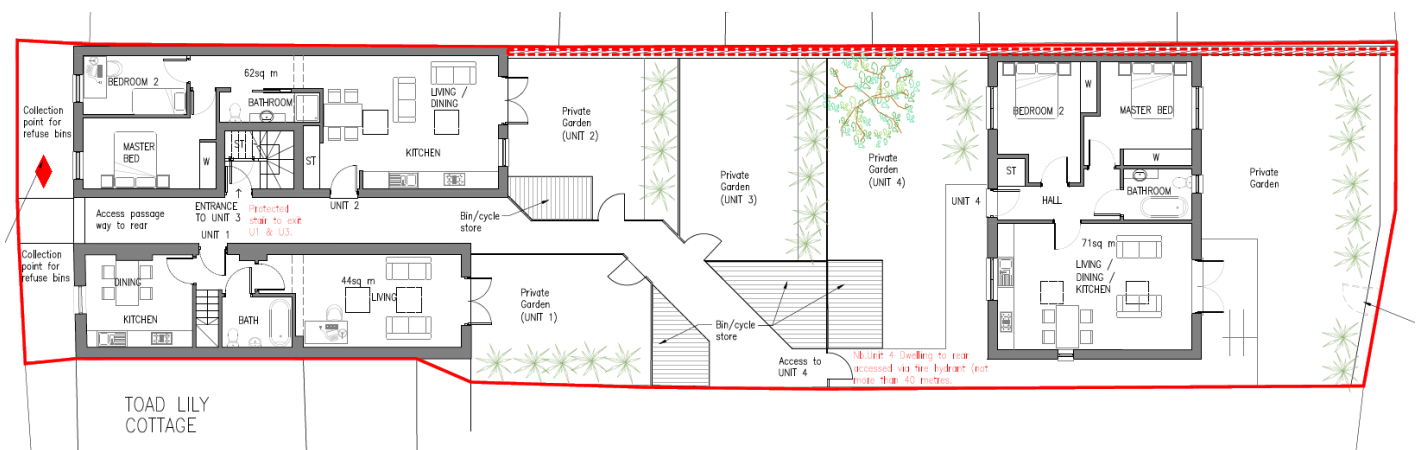 Collection
point for
refuse bins
BEDROOM 2
62sq m
BATHROOM
LIVING /
DINING
MASTER
BED
W
ST
ST
KITCHEN
Private
Garden
(UNIT 2)
Private
Garden
(UNIT 3)
Private
Garden
(UNIT 4)
BEDROOM 2
W
MASTER BED
W
ST
BATHROOM
HALL
UNIT 4
Private
Garden
Access passage
way to rear
ENTRANCE
TO UNIT 3
UNIT 1
Protected
stair to exit
U1 & U3.
UNIT 2
Bin/cycle
store
Collection
point for
refuse bins
DINING
KITCHEN
BATH
44sq m
LIVING
Private
Garden
(UNIT 1)
Bin/cycle
store
Access to
UNIT 4
Nb.Unit 4 Dwelling to rear
accessed via fire hydrant (not
more than 40 metres.
71sq m
LIVING /
DINING /
KITCHEN
TOAD LILY
COTTAGE